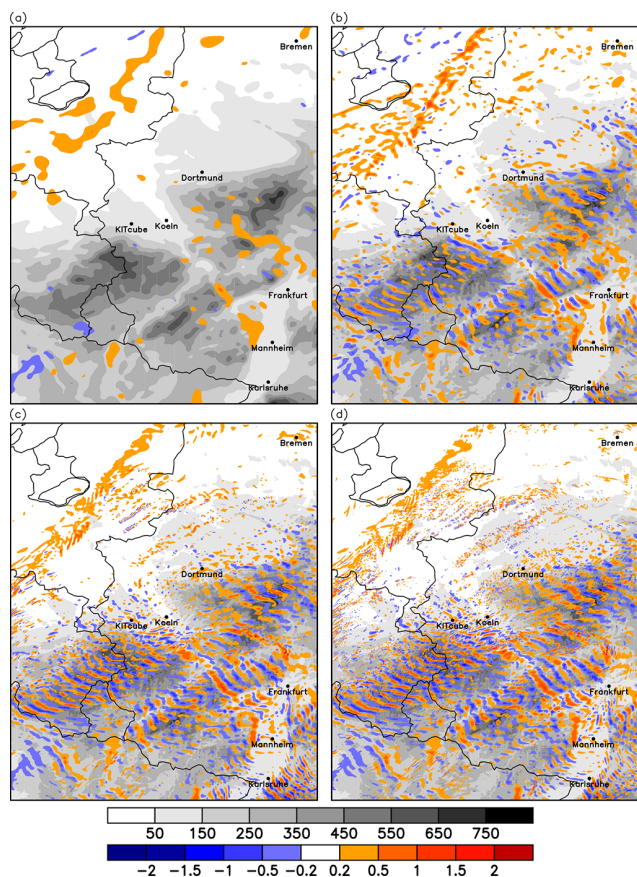 (a)
Bremen
Dortmund
KITcube
Koeln
Frankfurt
Mannheim
Karlsruhe
(b)
Bremen
Dortmund
KITcube
Koeln
Frankfurt
Mannheim
Karlsruhe
(c)
Bremen
Dortmund
KITcube
Koeln
Frankfurt
Mannheim
Karlsruhe
(d)
Bremen
Dortmund
KITcube
Koeln
Frankfurt
Mannheim
Karlsruhe
50 150 250 350 450 550 650 750
-2 -1.5 -1 -0.5 -0.2 0.2 0.5 1 1.5 2